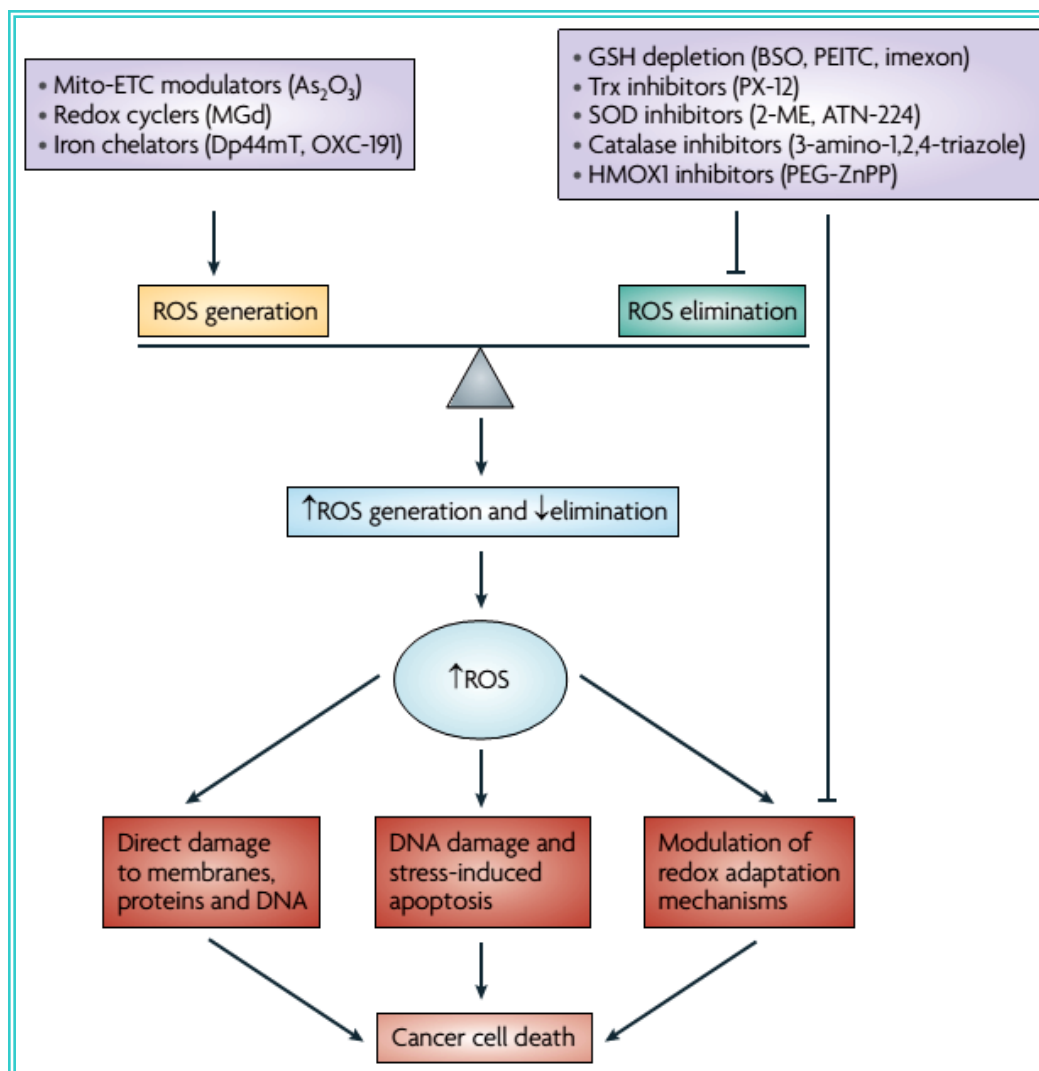 • Mito-ETC modulators (As₂O₃)
• Redox cyclers (MGd)
• Iron chelators (Dp44mT, OXC-191)
• GSH depletion (BSO, PEITC, imexon)
• Trx inhibitors (PX-12)
• SOD inhibitors (2-ME, ATN-224)
• Catalase inhibitors (3-amino-1,2,4-triazole)
• HMOX1 inhibitors (PEG-ZnPP)
ROS generation
ROS elimination
↑ROS generation and ↓elimination
↑ROS
Direct damage
to membranes,
proteins and DNA
DNA damage and
stress-induced
apoptosis
Modulation of
redox adaptation
mechanisms
Cancer cell death